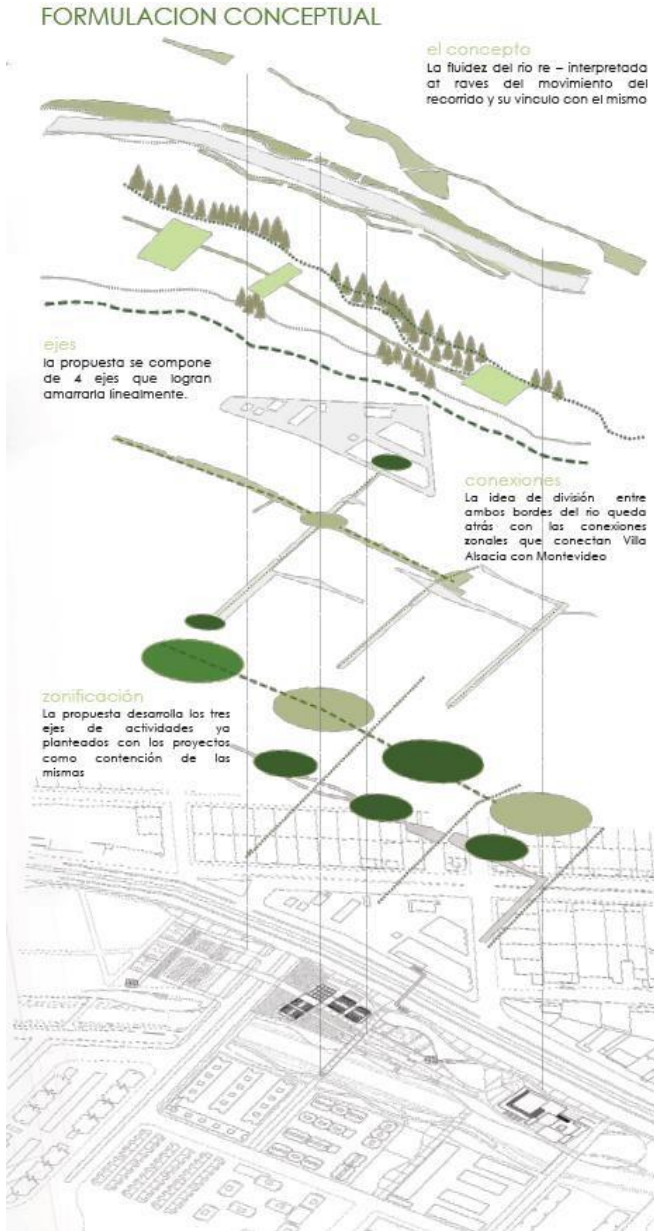 FORMULACION CONCEPTUAL
el concepto
La fluidez del rio re – interpretada
at raves del movimiento del
recorrido y su vinculo con el mismo
ejes
la propuesta se compone
de 4 ejes que logran
amarrarla linealmente.
conexiones
La idea de división entre
ambos bordes del rio queda
atrás con las conexiones
zonales que conectan Villa
Alsacia con Montevideo
zonificación
La propuesta desarrolla los tres
ejes de actividades ya
planteados con los proyectos
como contención de las
mismas